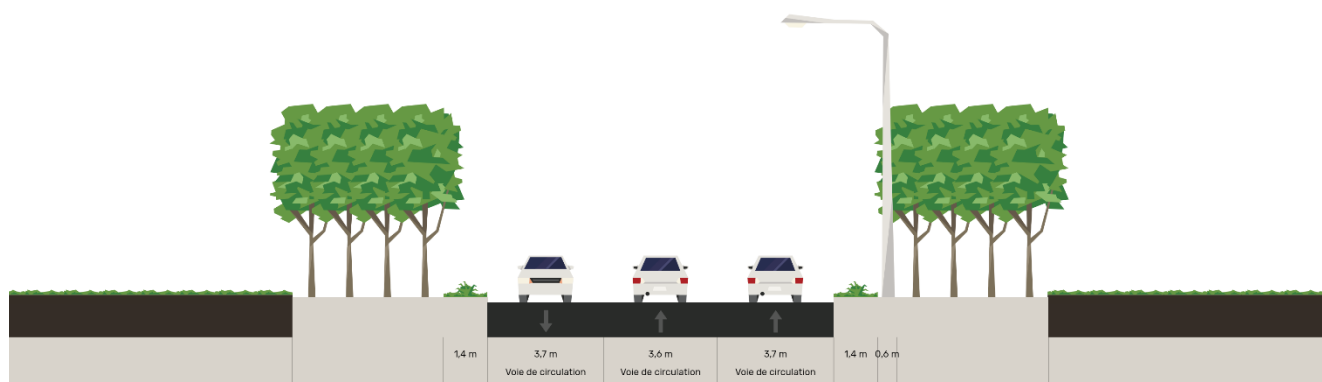 1,4 m 3,7 m 3,6 m 3,7 m 1,4 m 0,6 m
Voie de circulation Voie de circulation Voie de circulation